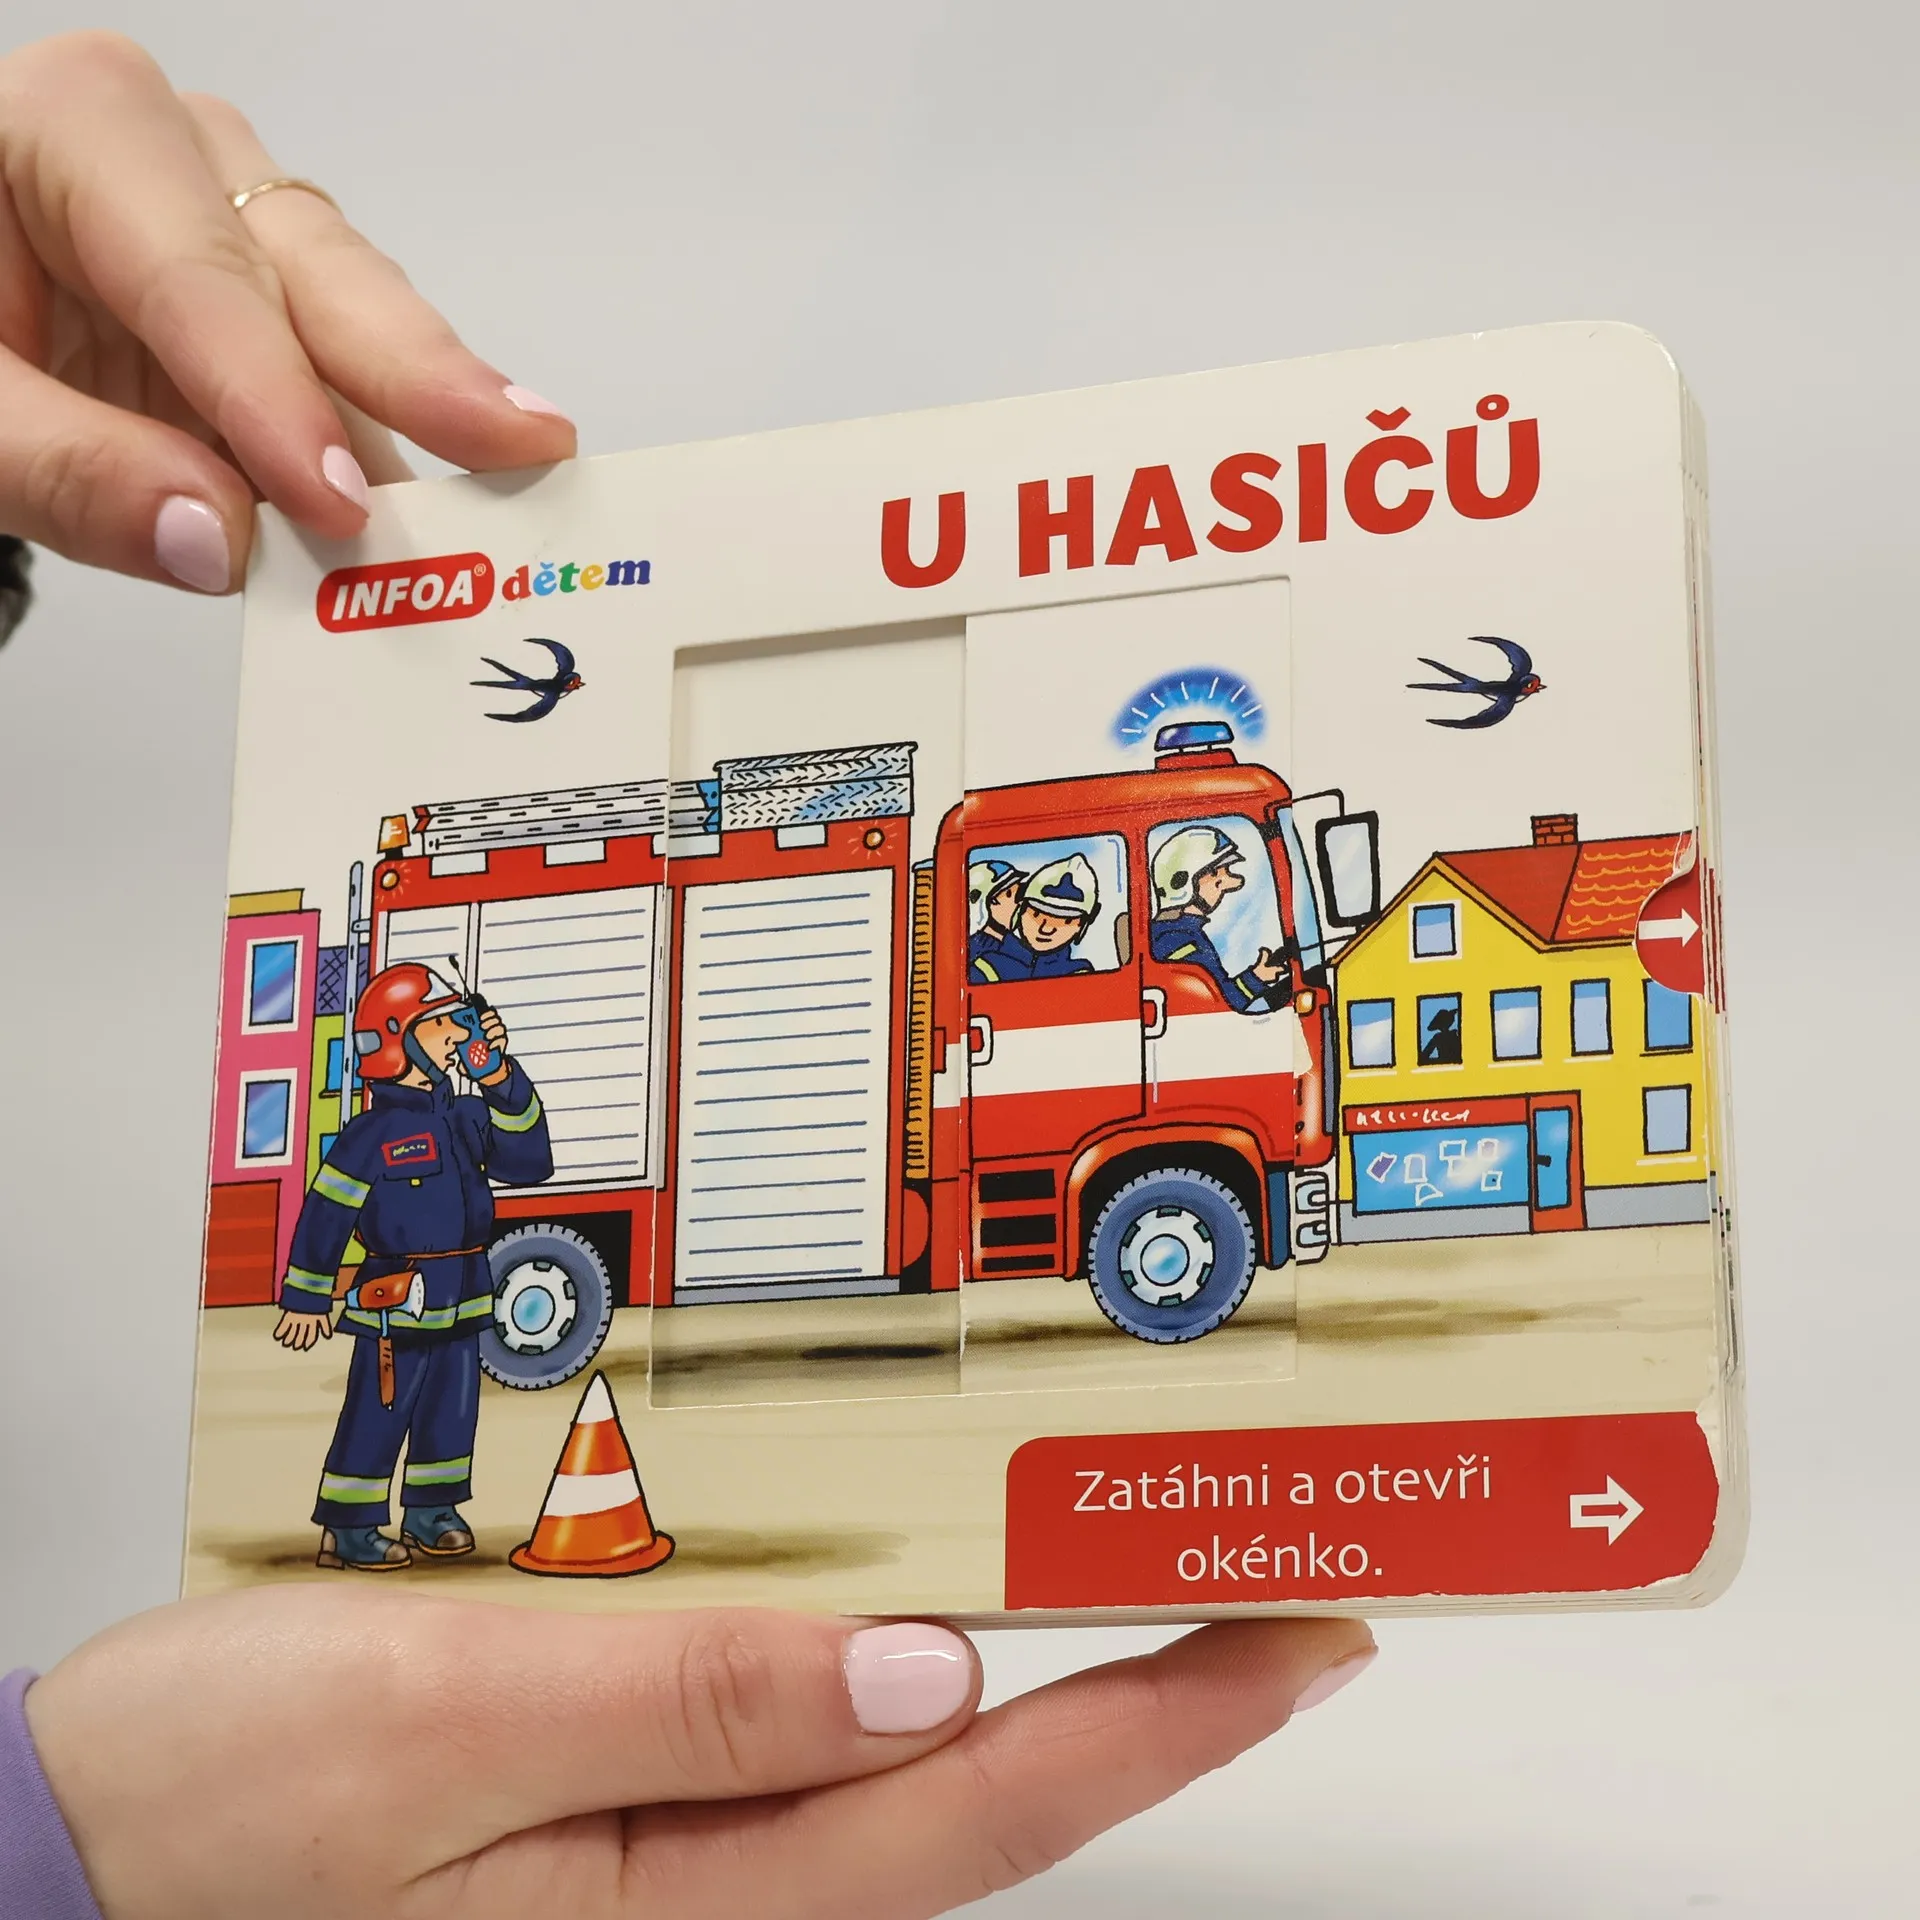 U HASIČŮ
INFOA® dětem
Zatáhni a otevři
okénko.